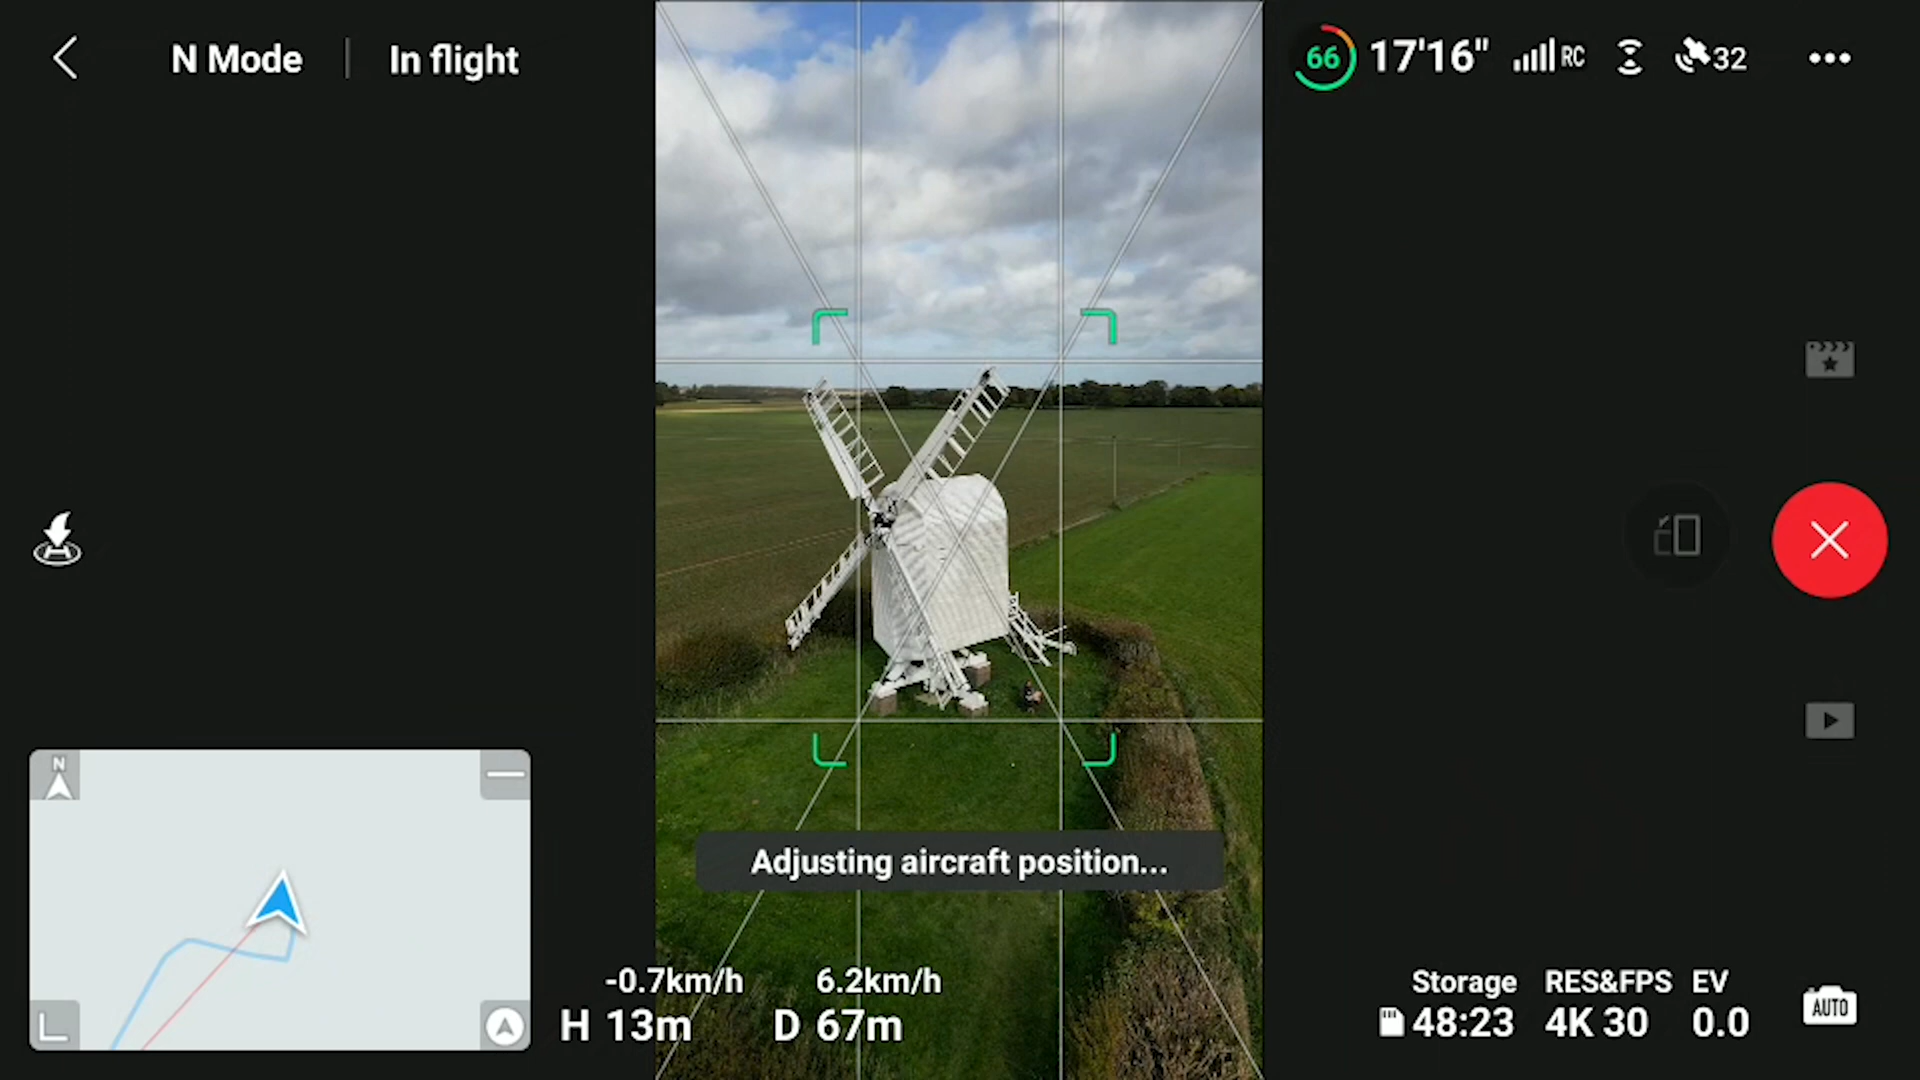 N Mode | In flight
66 17'16" RC 32
N
Adjusting aircraft position...
-0.7km/h 6.2km/h
H 13m D 67m
Storage RES&FPS EV
48:23 4K 30 0.0
AUTO